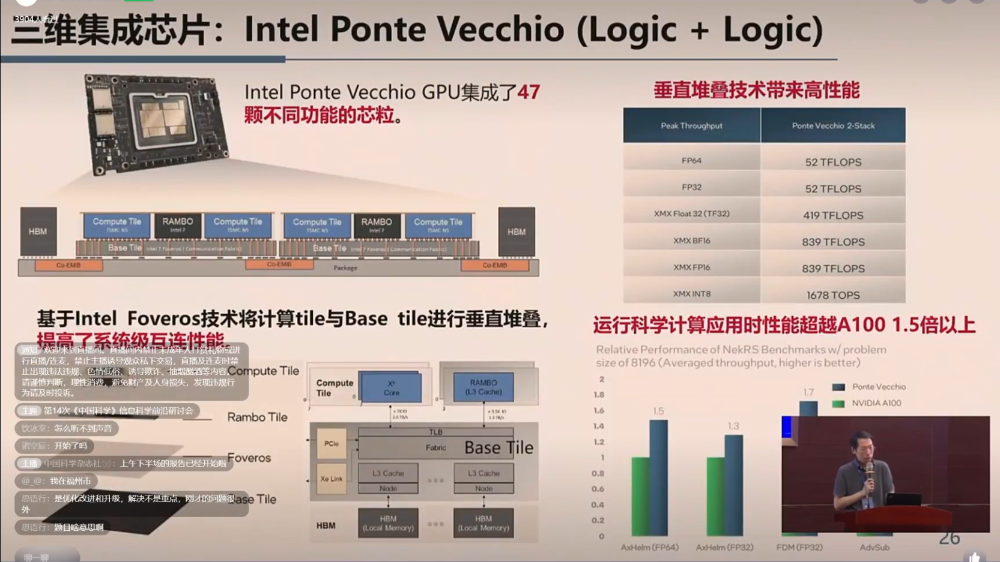 3904人看过
三维集成芯片：Intel Ponte Vecchio (Logic + Logic)
Intel Ponte Vecchio GPU集成了47
颗不同功能的芯粒。
HBM
Compute Tile
TSMC N5
RAMBO
Intel 7
Compute Tile
TSMC N5
Compute Tile
TSMC N5
RAMBO
Intel 7
Compute Tile
TSMC N5
HBM
Base Tile Intel 7 Foveros ( Communication Fabric)
Base Tile Intel 7 Foveros ( Communication Fabric)
Co-EMIB
Co-EMIB
Package
Co-EMIB
基于Intel Foveros技术将计算tile与Base tile进行垂直堆叠，
提高了系统级互连性能
通知 欢迎来到直播间。直播间内禁止未成年人打赏礼物或进
行直播/连麦，禁止主播诱导观众私下交易，直播及连麦时禁
止出现违法违规、色情低俗、诱导欺诈、抽烟酗酒等内容。
请谨慎判断，理性消费，避免财产及人身损失，发现违规行
为请及时投诉。
主题 第14次《中国科学》信息科学前沿研讨会
饮冰室：怎么听不到声音
诺空辰：开始了吗
主播 中国科学杂志社：上午下半场的报告已经开始啦
@_@：我在福州市
思语行：是优化改进和升级，解决不是重点，刚才的问题很
外
思语行：题目啥意思啊
聊一聊
Compute Tile
Rambo Tile
Foveros
Base Tile
Compute
Tile
Xe
Core
RAMBO
(L3 Cache)
TLB
PCIe
Fabric
Base Tile
Xe Link
L3 Cache
Node
L3 Cache
Node
HBM
HBM
(Local Memory)
HBM
(Local Memory)
垂直堆叠技术带来高性能
Peak Throughput Ponte Vecchio 2-Stack
FP64 52 TFLOPS
FP32 52 TFLOPS
XMX Float 32 (TF32) 419 TFLOPS
XMX BF16 839 TFLOPS
XMX FP16 839 TFLOPS
XMX INT8 1678 TOPS
运行科学计算应用时性能超越A100 1.5倍以上
Relative Performance of NekRS Benchmarks w/ problem
size of 8196 (Averaged throughput, higher is better)
2
1.8
1.6
1.4
1.2
1
0.8
0.6
0.4
0.2
0
1.5
1.3
1.7
Ponte Vecchio
NVIDIA A100
AxHelm (FP64)
AxHelm (FP32)
FDM (FP32)
AdvSub
26